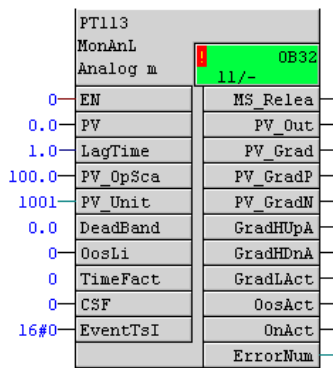 PT113
MonAnL
Analog m
! OB32
11/-
0 EN MS_Relea
0.0 PV PV_Out
1.0 LagTime PV_Grad
100.0 PV_OpSca PV_GradP
1001 PV_Unit PV_GradN
0.0 DeadBand GradHUpA
0 OosLi GradHDnA
0 TimeFact GradLAct
0 CSF OosAct
16#0 EventTsI OnAct
ErrorNum